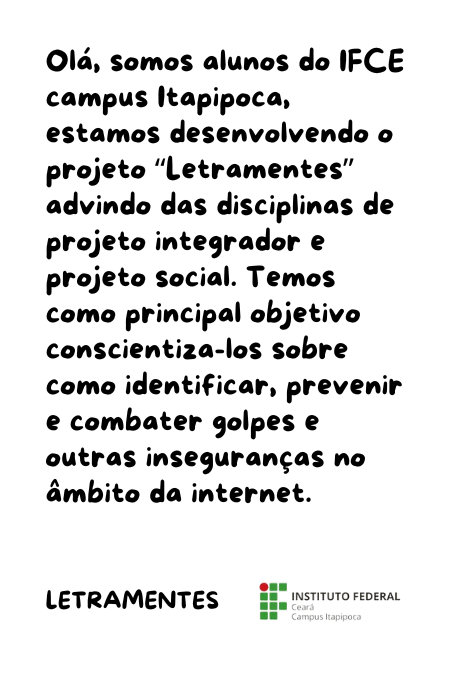 Olá, somos alunos do IFCE
campus Itapipoca,
estamos desenvolvendo o
projeto “Letramentes”
advindo das disciplinas de
projeto integrador e
projeto social. Temos
como principal objetivo
conscientiza-los sobre
como identificar, prevenir
e combater golpes e
outras inseguranças no
âmbito da internet.
LETRAMENTES
INSTITUTO FEDERAL
Ceará
Campus Itapipoca